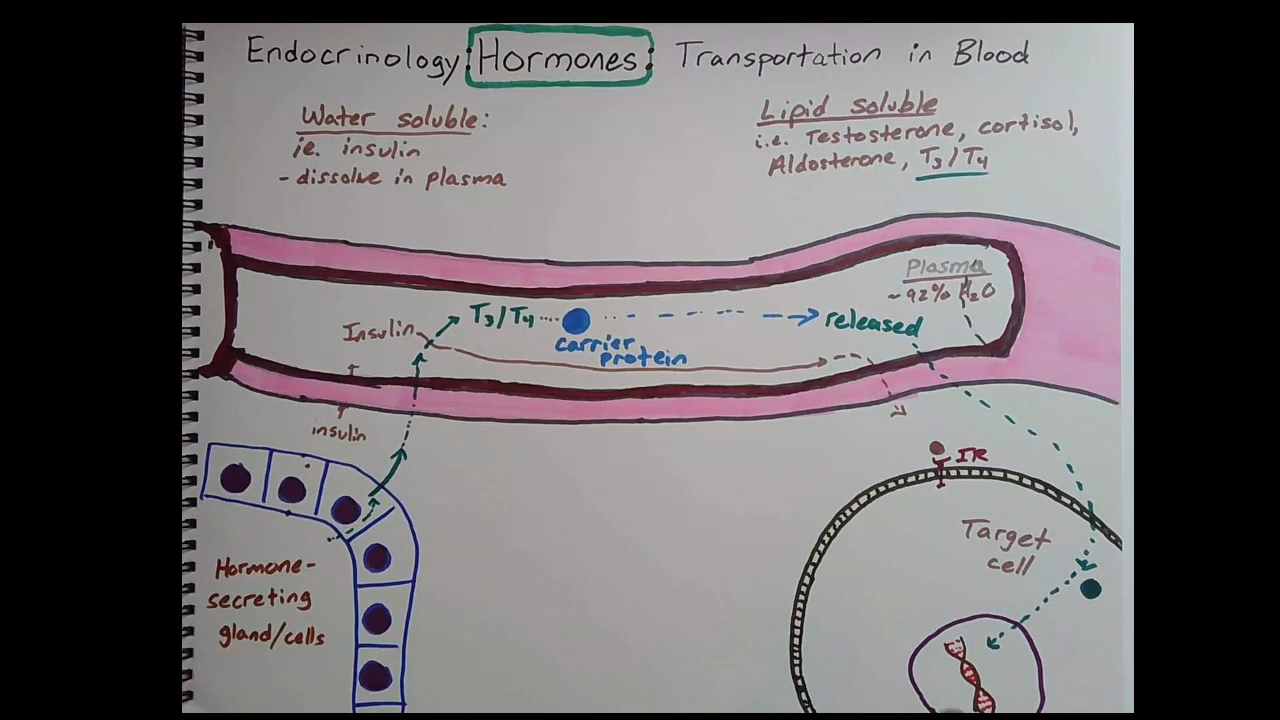 Endocrinology Hormones Transportation in Blood
Water soluble:
ie. insulin
- dissolve in plasma
Lipid soluble
i.e. Testosterone, cortisol,
Aldosterone, T3/T4
Plasma
~92% H2O
Insulin
T3/T4
carrier
protein
released
insulin
IR
Target
cell
Hormone-
secreting
gland/cells